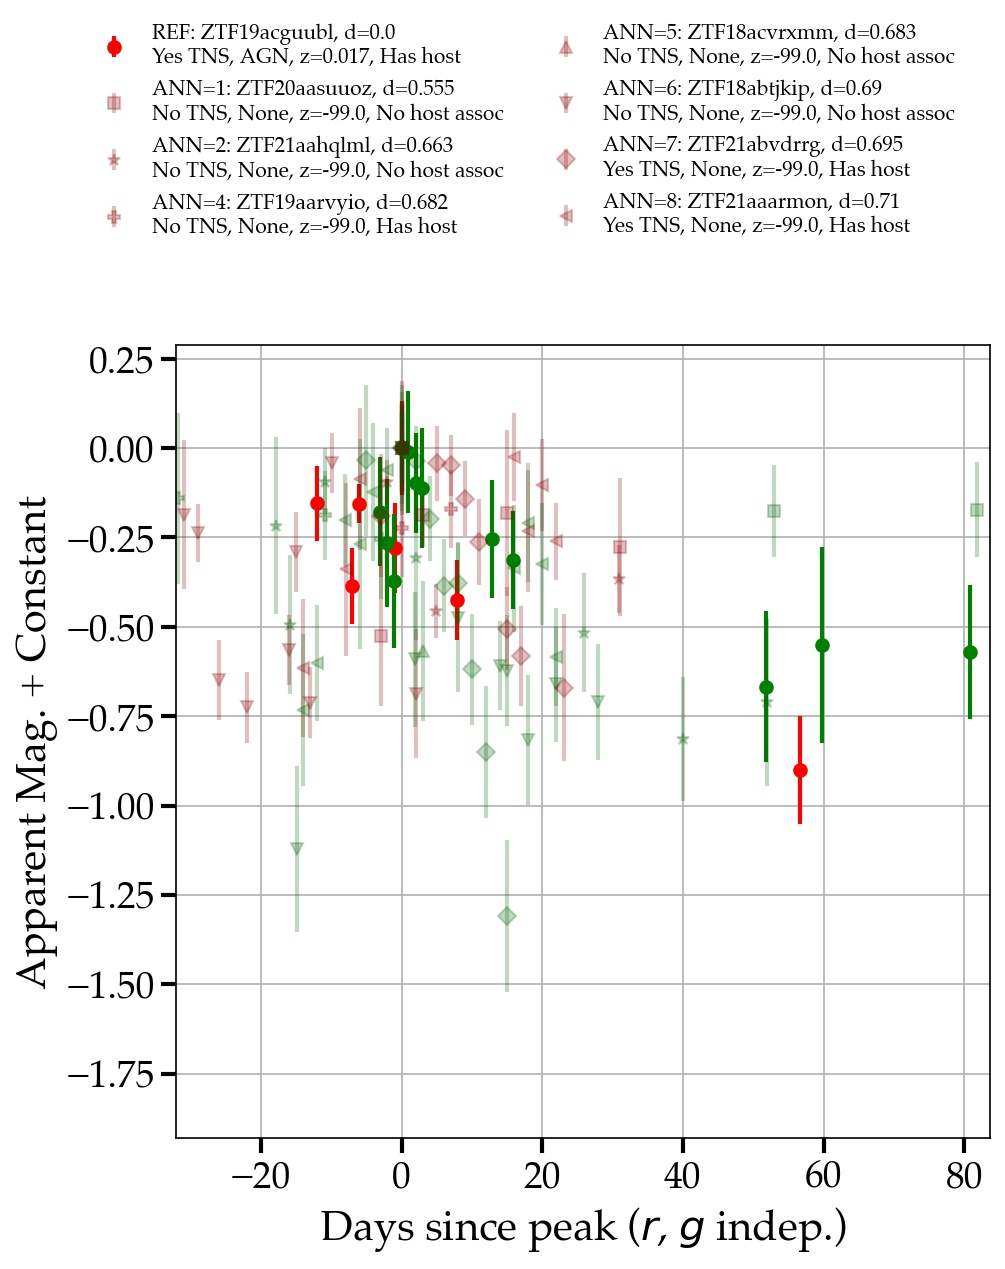 REF: ZTF19acguubl, d=0.0
Yes TNS, AGN, z=0.017, Has host
ANN=1: ZTF20aasuuoz, d=0.555
No TNS, None, z=-99.0, No host assoc
ANN=2: ZTF21aahqlml, d=0.663
No TNS, None, z=-99.0, No host assoc
ANN=4: ZTF19aarvyio, d=0.682
No TNS, None, z=-99.0, Has host
ANN=5: ZTF18acvrxmm, d=0.683
No TNS, None, z=-99.0, No host assoc
ANN=6: ZTF18abtjkip, d=0.69
No TNS, None, z=-99.0, No host assoc
ANN=7: ZTF21abvdrrg, d=0.695
Yes TNS, None, z=-99.0, Has host
ANN=8: ZTF21aaarmon, d=0.71
Yes TNS, None, z=-99.0, Has host
Apparent Mag. + Constant
0.25
0.00
−0.25
−0.50
−0.75
−1.00
−1.25
−1.50
−1.75
−20
0
20
40
60
80
Days since peak (r, g indep.)